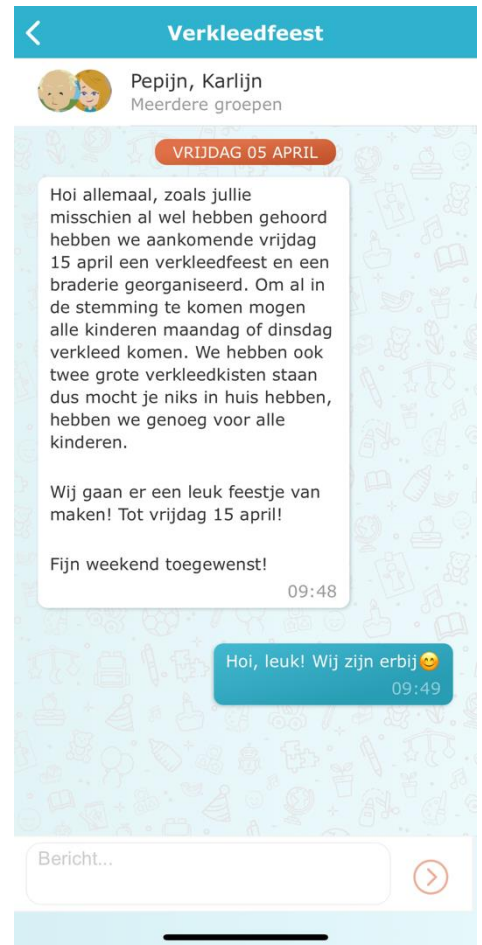 Verkleedfeest
Pepijn, Karlijn
Meerdere groepen
VRIJDAG 05 APRIL
Hoi allemaal, zoals jullie
misschien al wel hebben gehoord
hebben we aankomende vrijdag
15 april een verkleedfeest en een
braderie georganiseerd. Om al in
de stemming te komen mogen
alle kinderen maandag of dinsdag
verkleed komen. We hebben ook
twee grote verkleedkisten staan
dus mocht je niks in huis hebben,
hebben we genoeg voor alle
kinderen.
Wij gaan er een leuk feestje van
maken! Tot vrijdag 15 april!
Fijn weekend toegewenst!
09:48
Hoi, leuk! Wij zijn erbij😊
09:49
Bericht...